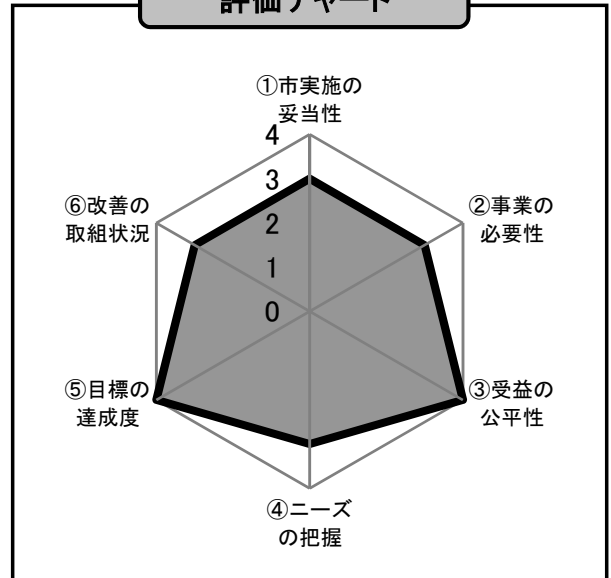 評価チャート
①市実施の
妥当性
4
3
2
1
0
②事業の
必要性
③受益の
公平性
④ニーズ
の把握
⑤目標の
達成度
⑥改善の
取組状況